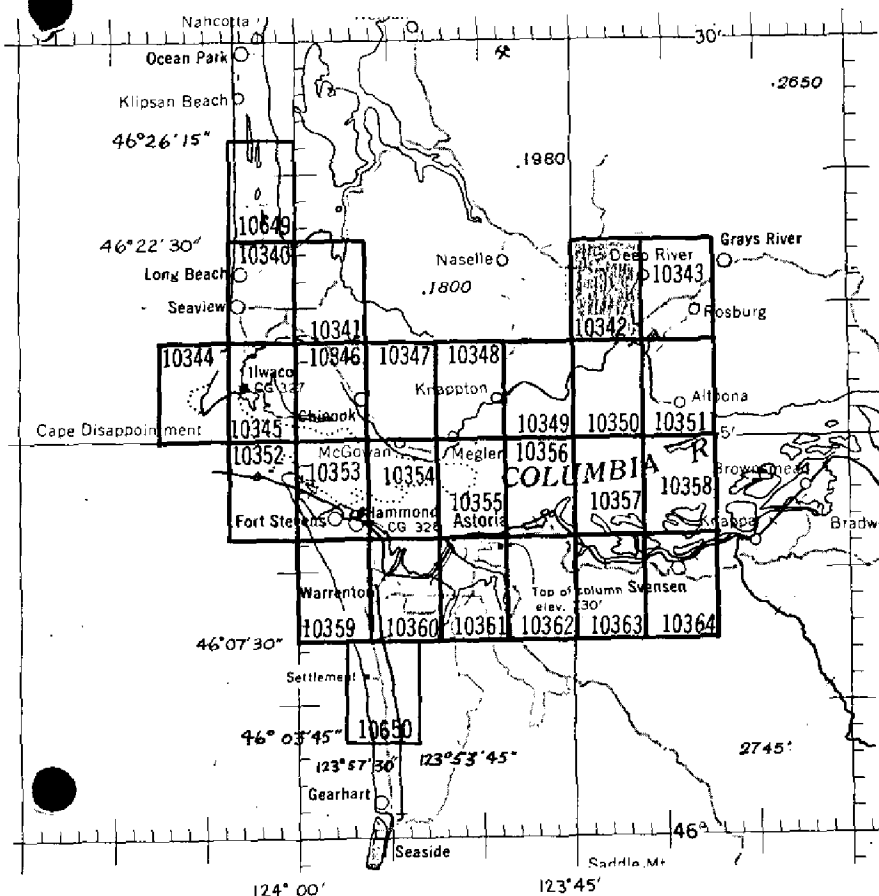 Nahcotta
Ocean Park
30'
Klipsan Beach
.2650
46°26'15"
.1980
10649
46°22'30"
10340
Grays River
Naselle
Deep River
Long Beach
10343
.1800
Seaview
Rosburg
10341
10342
10344
10346
10347
10348
Ilwaco
CG 327
Knappton
Altoona
Chinook
10349
10350
10351
Cape Disappointment
10345
5'
10352
McGowan
Megler
10356
R
10353
10354
COLUMBIA
Brownsmead
10358
10355
10357
Fort Stevens
Hammond
Astoria
Knappa
CG 328
Bradw
Warrenton
Top of column
Svensen
elev. 730'
10359
10360
10361
10362
10363
10364
46°07'30"
Settlement
10650
46° 03'45"
2745'
123°57'30"
123°53'45"
Gearhart
46°
Seaside
Saddle Mt
124° 00'
123°45'